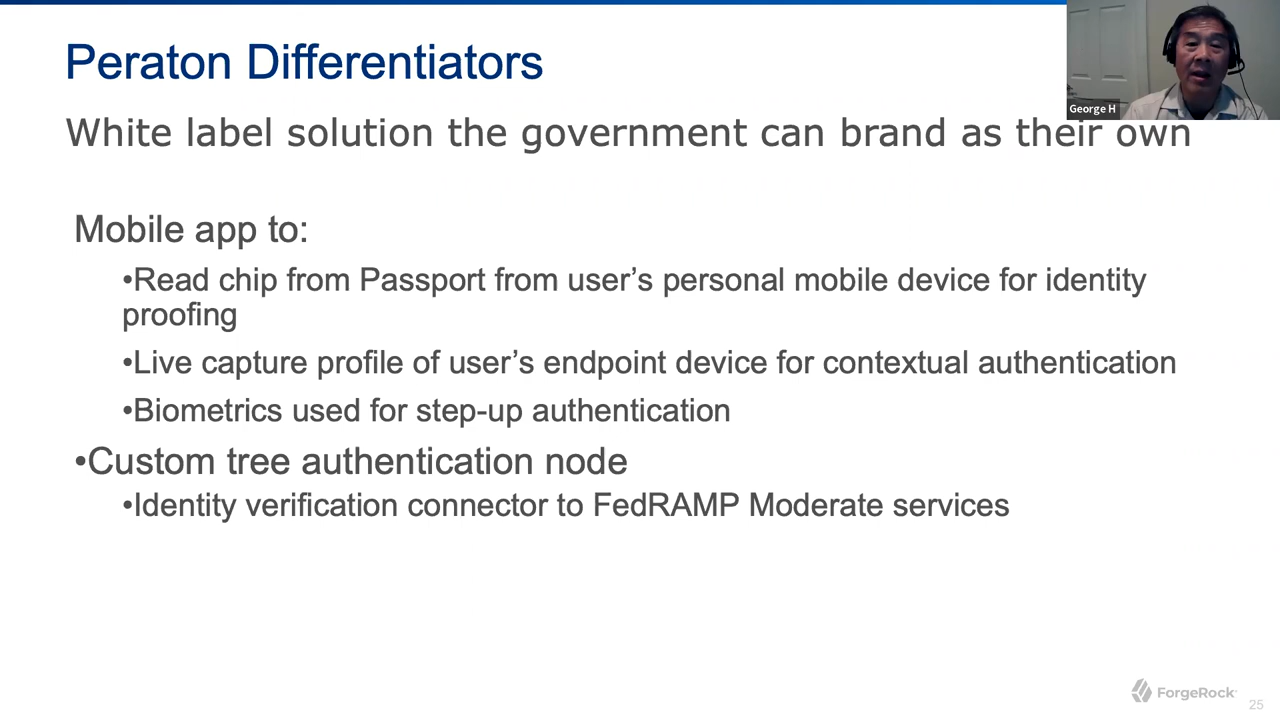 Peraton Differentiators
George H
White label solution the government can brand as their own
Mobile app to:
•Read chip from Passport from user’s personal mobile device for identity
proofing
•Live capture profile of user’s endpoint device for contextual authentication
•Biometrics used for step-up authentication
•Custom tree authentication node
•Identity verification connector to FedRAMP Moderate services
ForgeRock
25